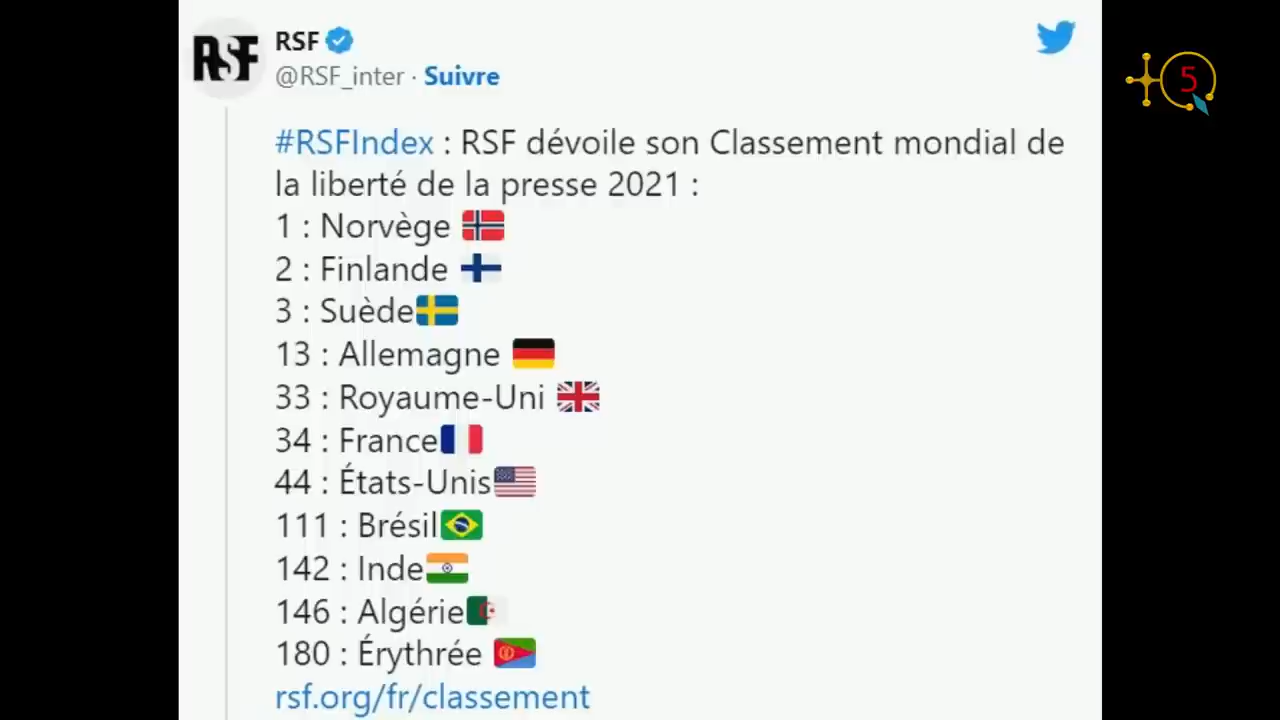 RSF
RSF
@RSF_inter · Suivre
5
#RSFIndex : RSF dévoile son Classement mondial de
la liberté de la presse 2021 :
1 : Norvège
2 : Finlande
3 : Suède
13 : Allemagne
33 : Royaume-Uni
34 : France
44 : États-Unis
111 : Brésil
142 : Inde
146 : Algérie
180 : Érythrée
rsf.org/fr/classement